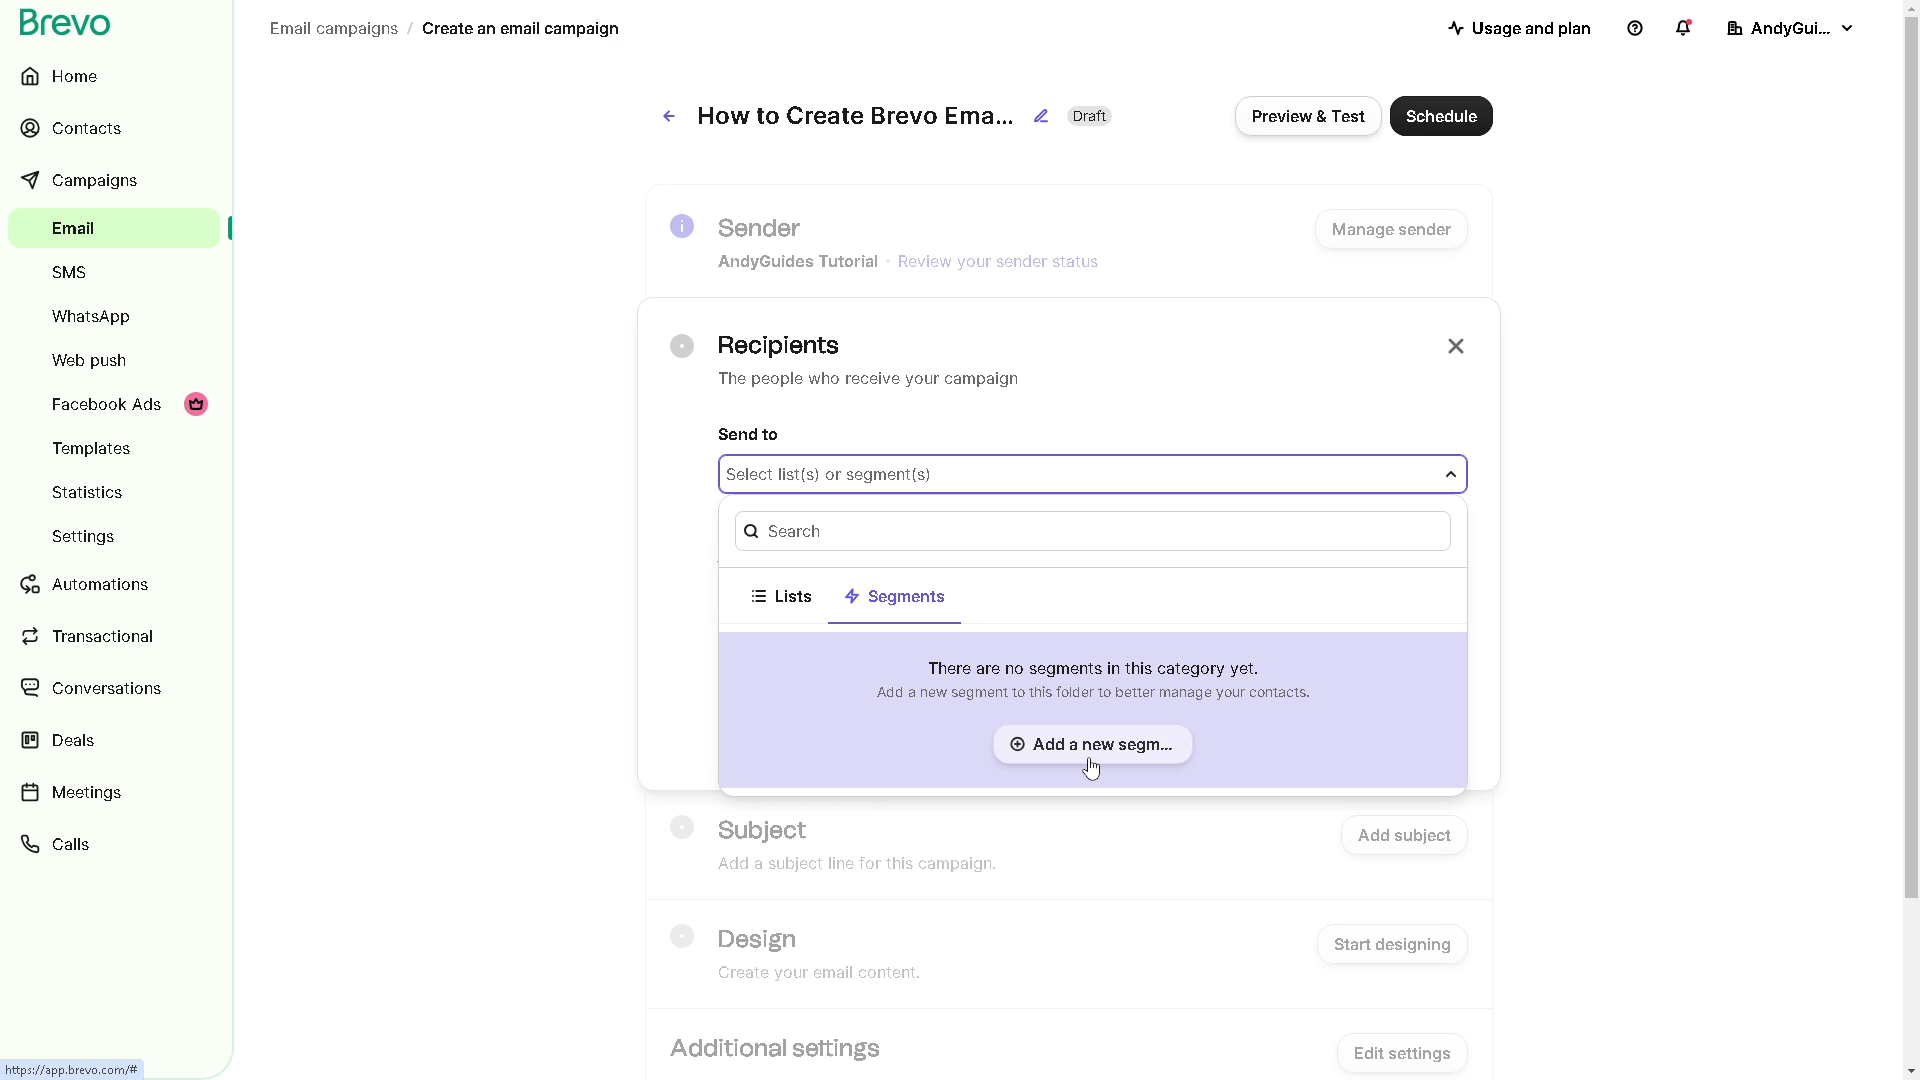 Brevo
Email campaigns / Create an email campaign
Usage and plan
AndyGui...
Home
Contacts
Campaigns
Email
SMS
WhatsApp
Web push
Facebook Ads
Templates
Statistics
Settings
Automations
Transactional
Conversations
Deals
Meetings
Calls
How to Create Brevo Ema...
Draft
Preview & Test
Schedule
Sender
AndyGuides Tutorial • Review your sender status
Manage sender
Recipients
The people who receive your campaign
Send to
Select list(s) or segment(s)
Search
Lists
Segments
There are no segments in this category yet.
Add a new segment to this folder to better manage your contacts.
Add a new segm...
Subject
Add a subject line for this campaign.
Add subject
Design
Create your email content.
Start designing
Additional settings
Edit settings
https://app.brevo.com/#